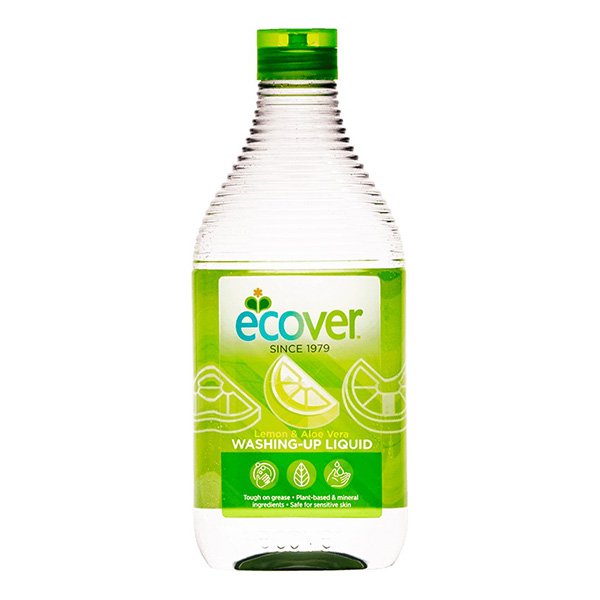 ecover
SINCE 1979
Lemon & Aloe Vera
WASHING-UP LIQUID
Tough on grease • Plant-based & mineral
ingredients • Safe for sensitive skin